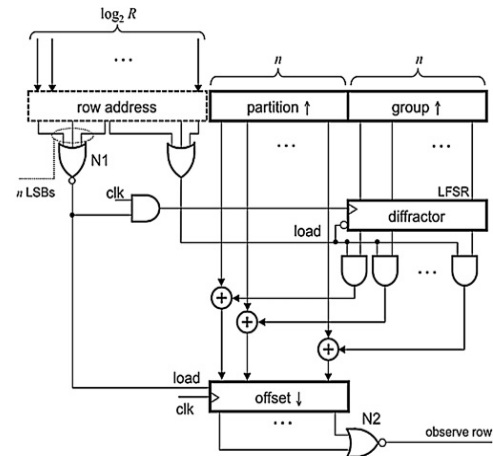 log₂ R
...
n
n
row address
partition ↑
group ↑
...
...
N1
n LSBs
clk
LFSR
diffractor
load
...
+
+
+
load
clk
offset ↓
...
N2
observe row